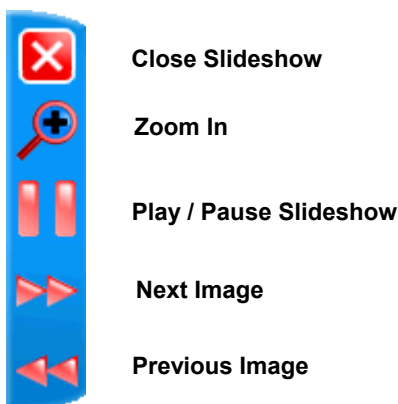 Close Slideshow
Zoom In
Play / Pause Slideshow
Next Image
Previous Image